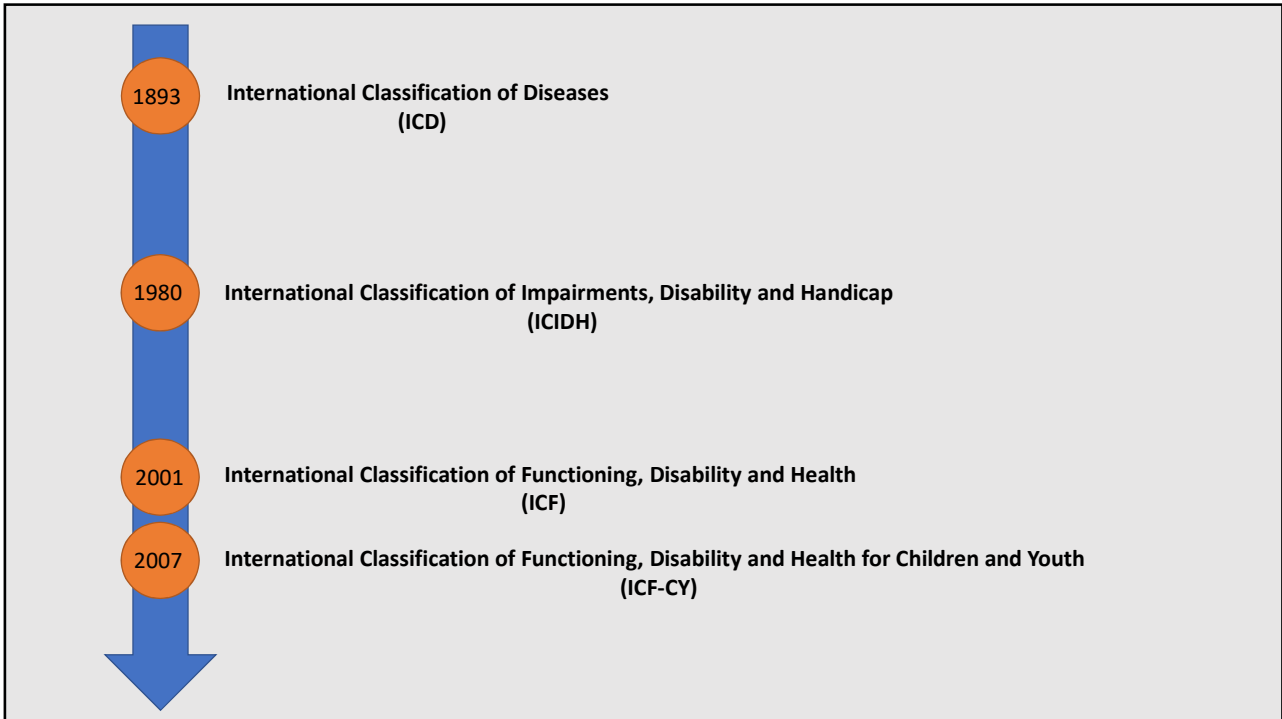 1893
International Classification of Diseases
(ICD)
1980
International Classification of Impairments, Disability and Handicap
(ICIDH)
2001
International Classification of Functioning, Disability and Health
(ICF)
2007
International Classification of Functioning, Disability and Health for Children and Youth
(ICF-CY)